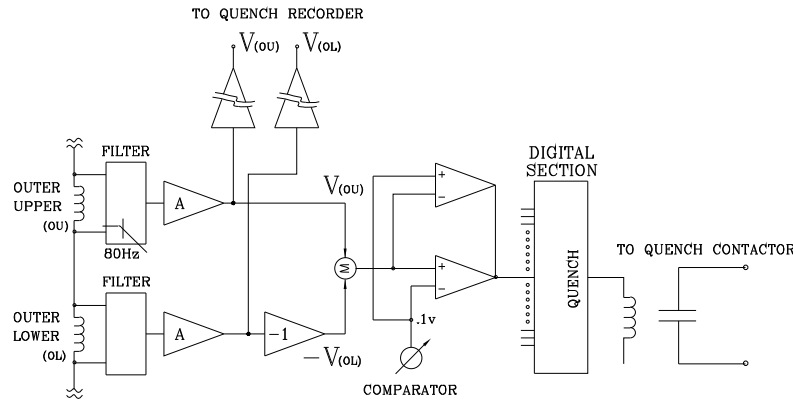 TO QUENCH RECORDER
V(OU)
V(OL)
FILTER
OUTER
UPPER
(OU)
A
80Hz
V(OU)
DIGITAL
SECTION
+
−
QUENCH
TO QUENCH CONTACTOR
M
+
−
FILTER
OUTER
LOWER
(OL)
A
−1
−V(OL)
.1v
COMPARATOR